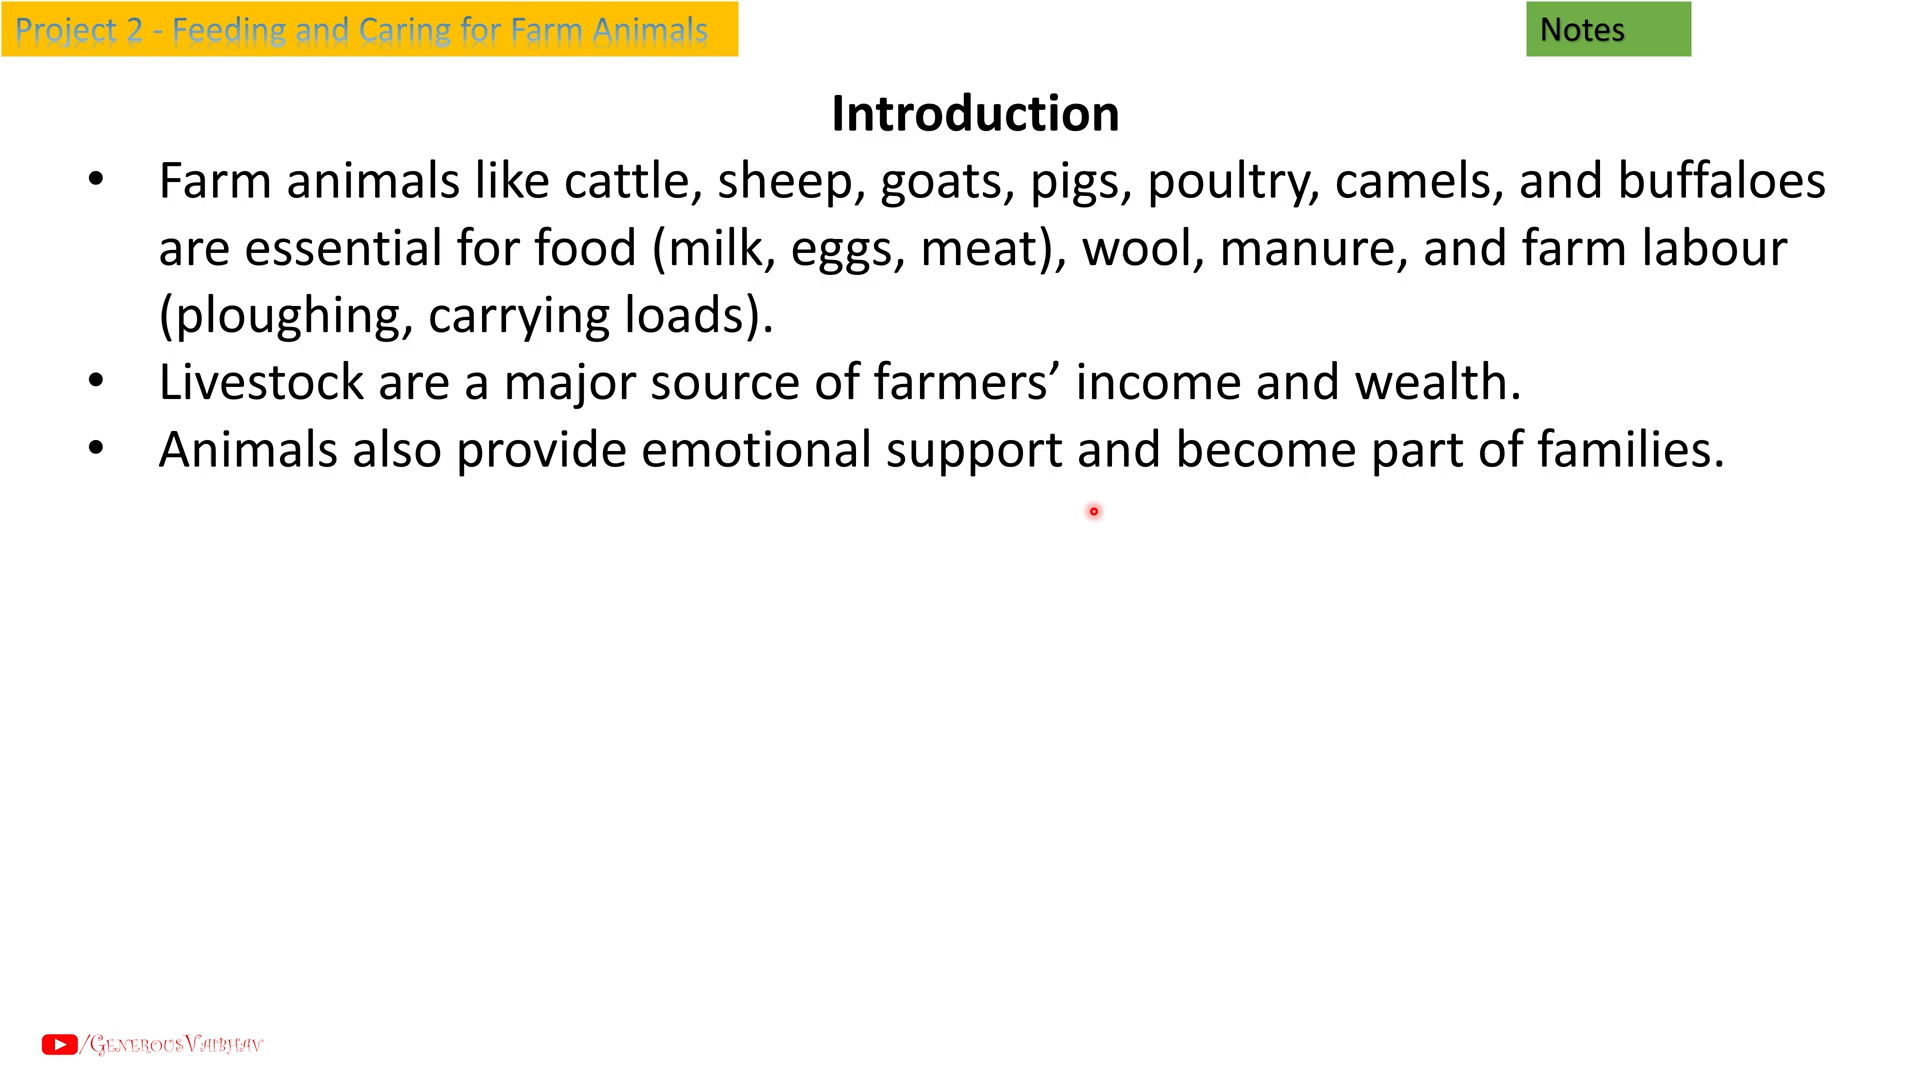 Project 2 - Feeding and Caring for Farm Animals
Notes
Introduction
• Farm animals like cattle, sheep, goats, pigs, poultry, camels, and buffaloes
are essential for food (milk, eggs, meat), wool, manure, and farm labour
(ploughing, carrying loads).
• Livestock are a major source of farmers’ income and wealth.
• Animals also provide emotional support and become part of families.
/GenerousVaibhav